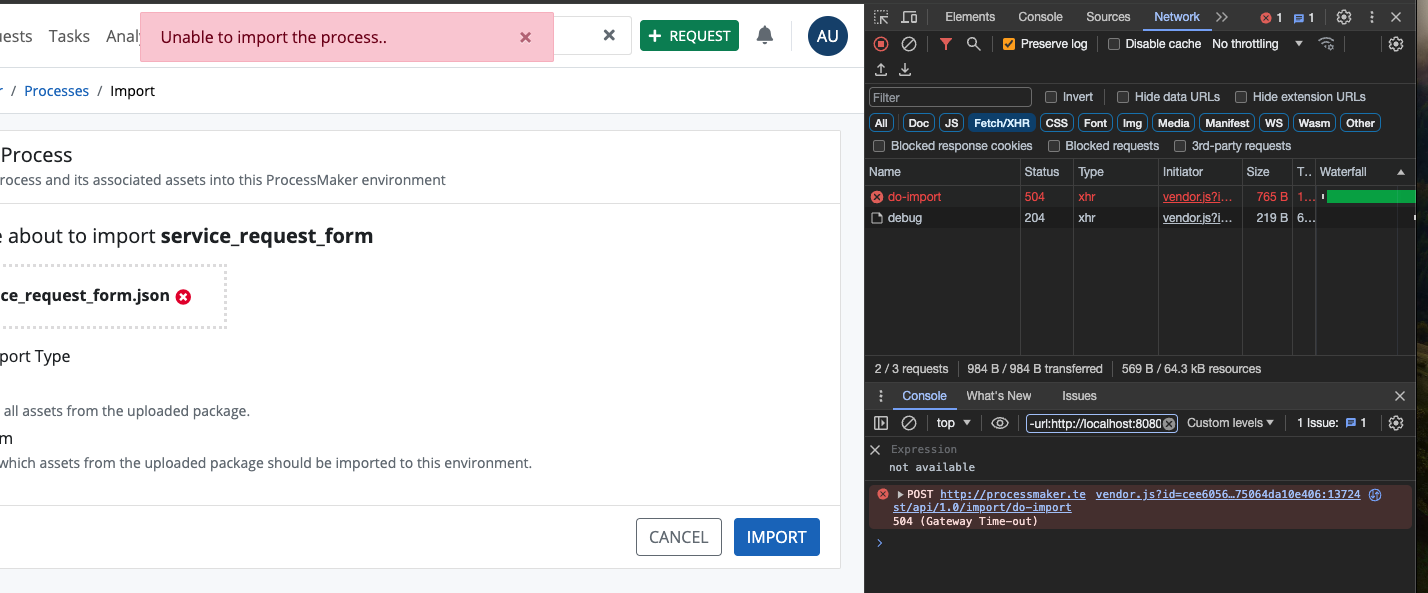 uests Tasks Analy
Unable to import the process.. ×
× + REQUEST AU
r / Processes / Import
Process
rocess and its associated assets into this ProcessMaker environment
e about to import service_request_form
ce_request_form.json
port Type
all assets from the uploaded package.
m
which assets from the uploaded package should be imported to this environment.
CANCEL IMPORT
Elements Console Sources Network 1 1
Preserve log Disable cache No throttling
Filter Invert Hide data URLs Hide extension URLs
All Doc JS Fetch/XHR CSS Font Img Media Manifest WS Wasm Other
Blocked response cookies Blocked requests 3rd-party requests
Name Status Type Initiator Size T.. Waterfall
do-import 504 xhr vendor.js?i... 765 B 1...
debug 204 xhr vendor.js?i... 219 B 6...
2 / 3 requests 984 B / 984 B transferred 569 B / 64.3 kB resources
Console What's New Issues
top -url:http://localhost:8080 Custom levels 1 Issue: 1
Expression
not available
POST http://processmaker.te vendor.js?id=cee6056…75064da10e406:13724
st/api/1.0/import/do-import
504 (Gateway Time-out)